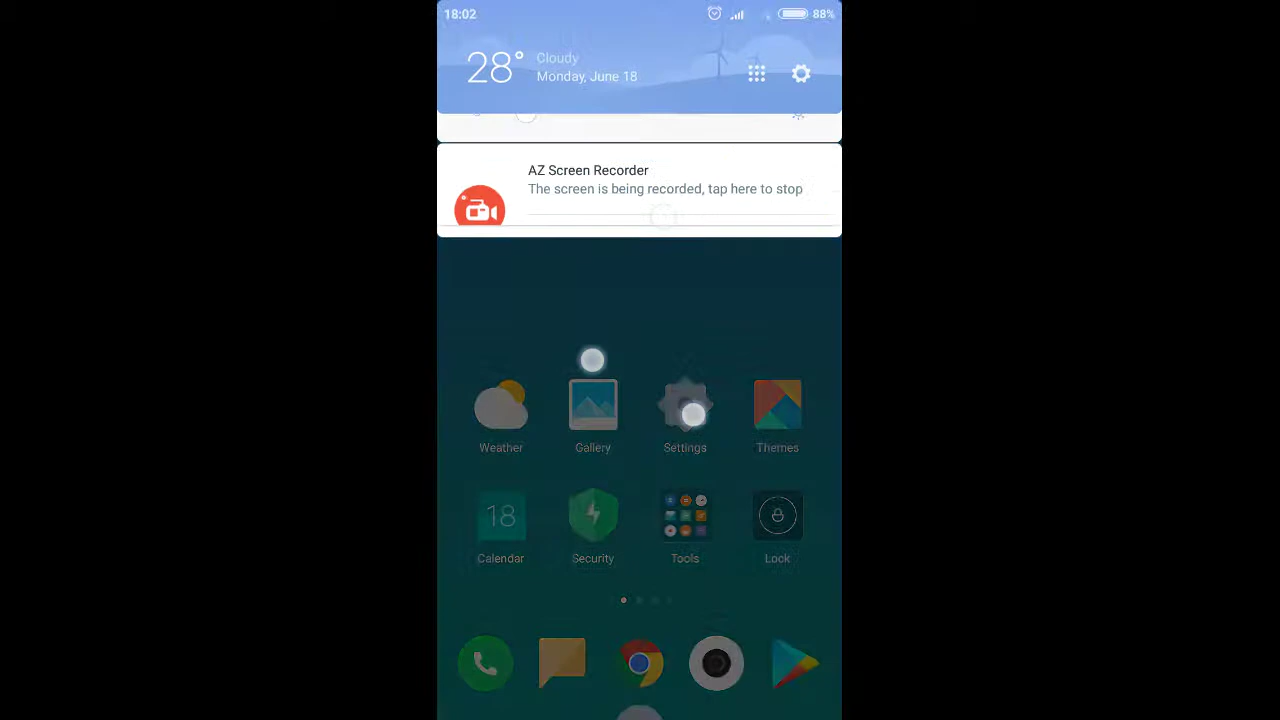 18:02
88%
28°
Cloudy
Monday, June 18
AZ Screen Recorder
The screen is being recorded, tap here to stop
Weather
Gallery
Settings
Themes
18
Calendar
Security
Tools
Lock